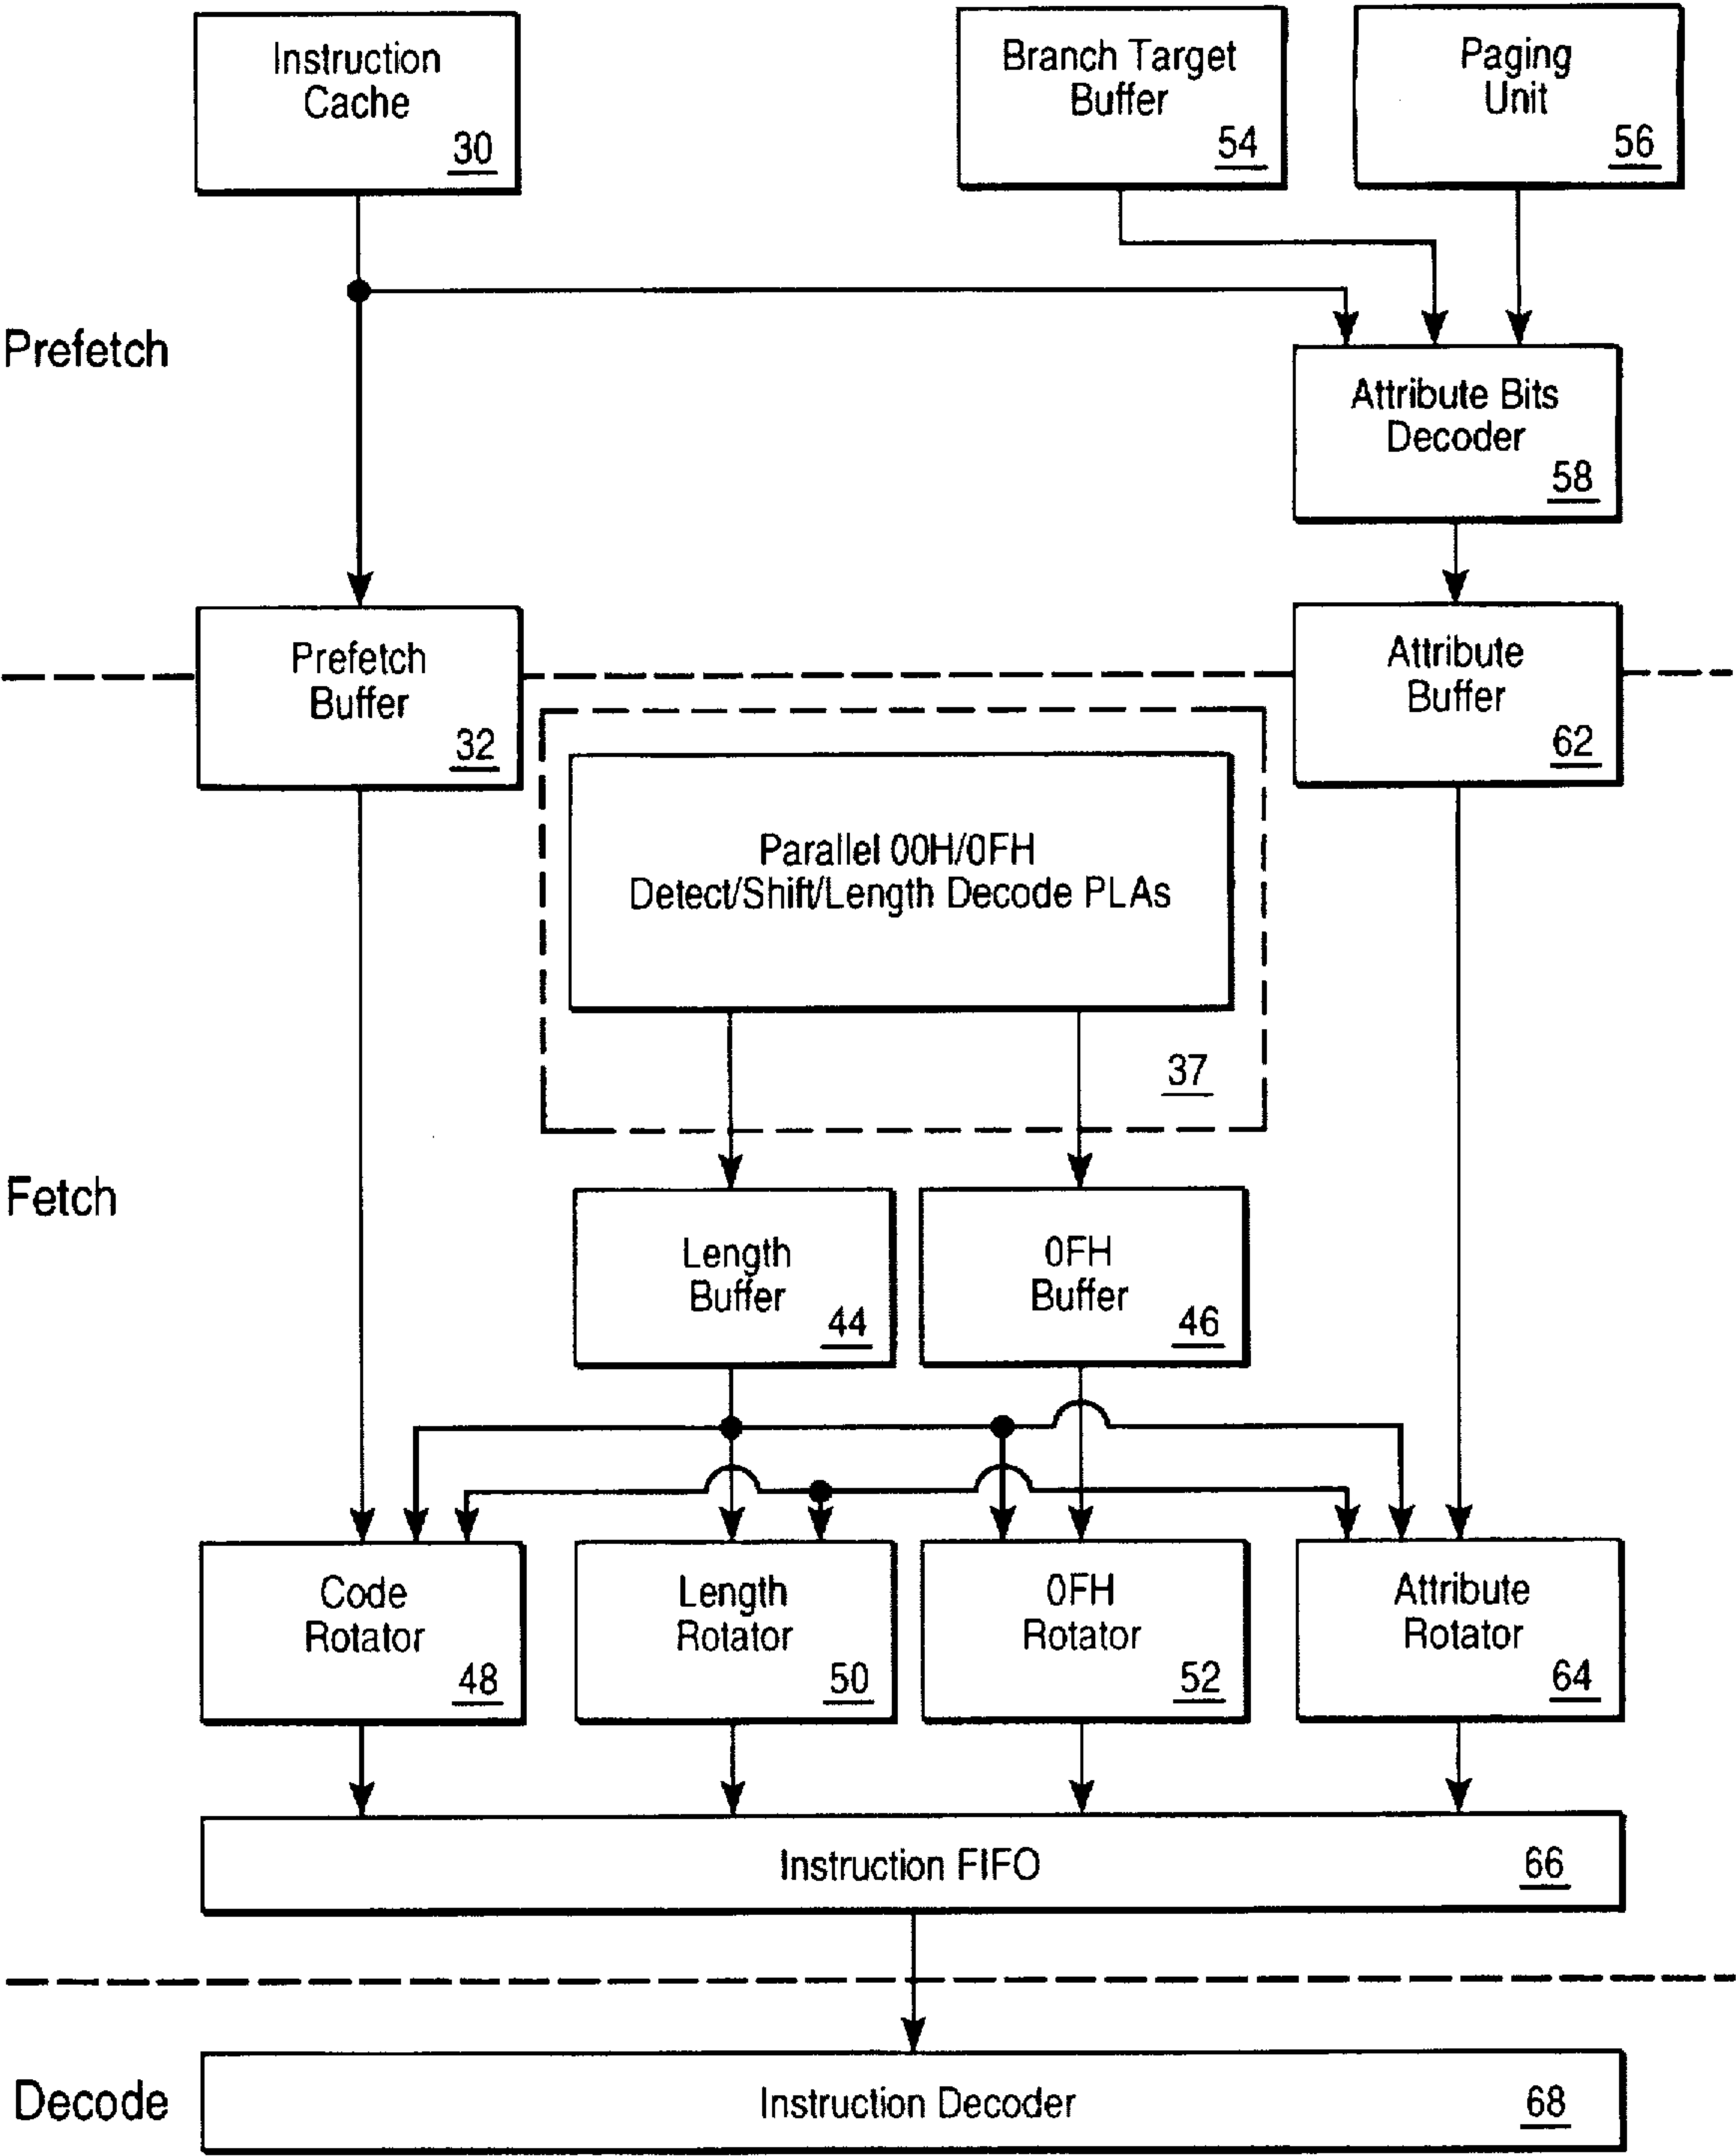 Instruction
Cache
30
Branch Target
Buffer
54
Paging
Unit
56
Prefetch
Attribute Bits
Decoder
58
Prefetch
Buffer
32
Attribute
Buffer
62
Parallel 00H/0FH
Detect/Shift/Length Decode PLAs
37
Fetch
Length
Buffer
44
0FH
Buffer
46
Code
Rotator
48
Length
Rotator
50
0FH
Rotator
52
Attribute
Rotator
64
Instruction FIFO
66
Decode
Instruction Decoder
68